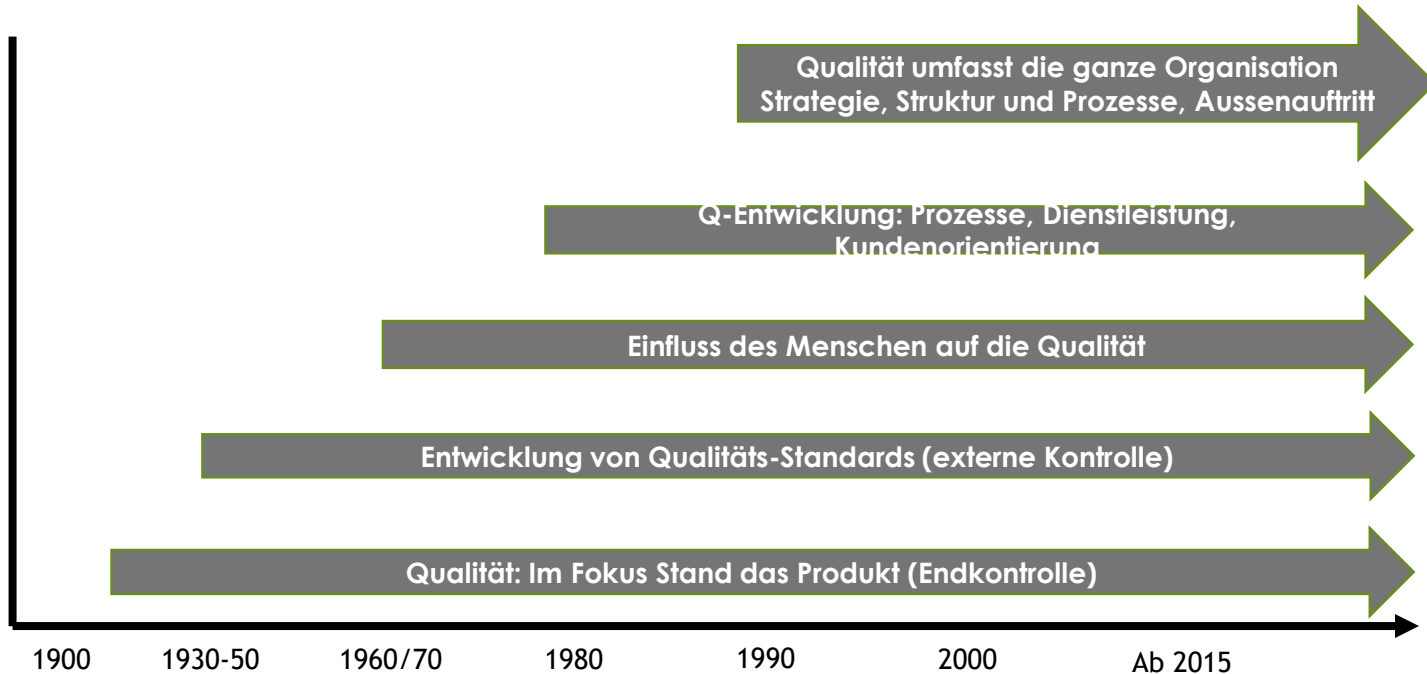 Qualität umfasst die ganze Organisation
Strategie, Struktur und Prozesse, Aussenauftritt
Q-Entwicklung: Prozesse, Dienstleistung,
Kundenorientierung
Einfluss des Menschen auf die Qualität
Entwicklung von Qualitäts-Standards (externe Kontrolle)
Qualität: Im Fokus Stand das Produkt (Endkontrolle)
1900 1930-50 1960/70 1980 1990 2000 Ab 2015